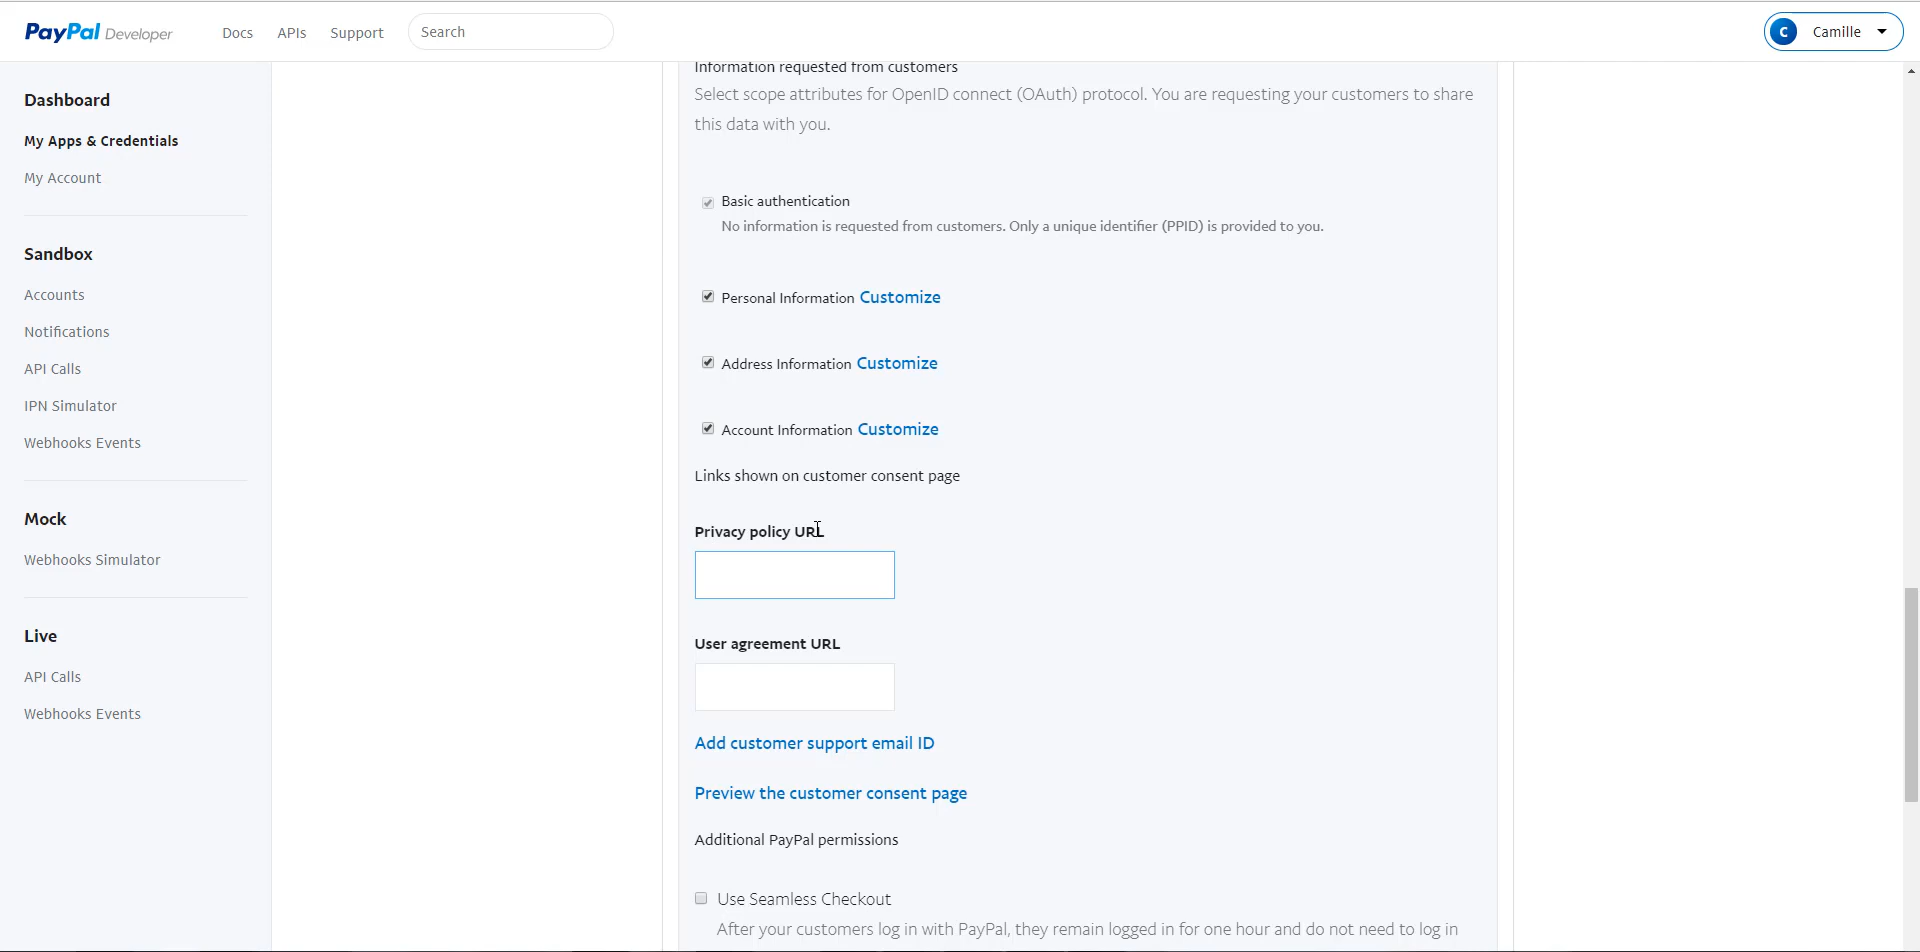 PayPal Developer
Docs
APIs
Support
Search
C
Camille
Dashboard
My Apps & Credentials
My Account
Sandbox
Accounts
Notifications
API Calls
IPN Simulator
Webhooks Events
Mock
Webhooks Simulator
Live
API Calls
Webhooks Events
Information requested from customers
Select scope attributes for OpenID connect (OAuth) protocol. You are requesting your customers to share
this data with you.
Basic authentication
No information is requested from customers. Only a unique identifier (PPID) is provided to you.
Personal Information Customize
Address Information Customize
Account Information Customize
Links shown on customer consent page
Privacy policy URL
User agreement URL
Add customer support email ID
Preview the customer consent page
Additional PayPal permissions
Use Seamless Checkout
After your customers log in with PayPal, they remain logged in for one hour and do not need to log in